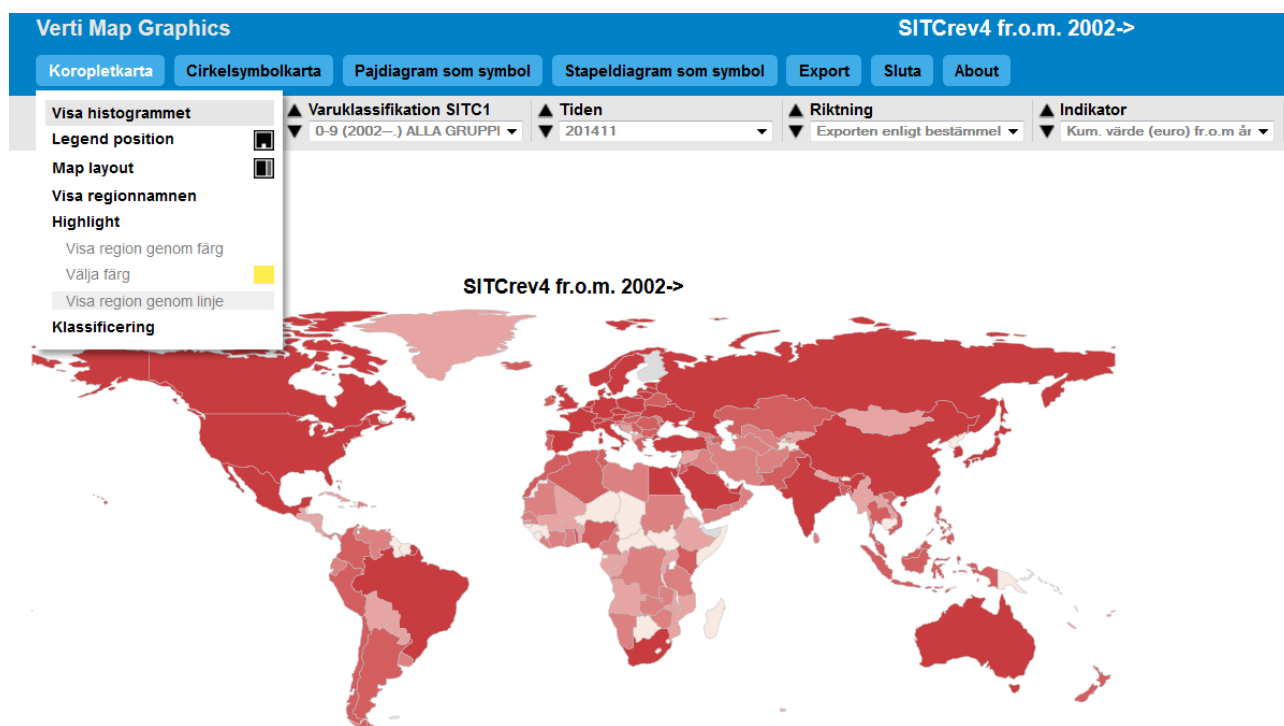 Verti Map Graphics SITCrev4 fr.o.m. 2002->
Koropletkarta Cirkelsymbolkarta Pajdiagram som symbol Stapeldiagram som symbol Export Sluta About
Visa histogrammet
Legend position
Map layout
Visa regionnamnen
Highlight
Visa region genom färg
Välja färg
Visa region genom linje
Klassificering
Varuklassifikation SITC1 Tiden Riktning Indikator
0-9 (2002--.) ALLA GRUPPI 201411 Exporten enligt bestämmel Kum. värde (euro) fr.o.m år
SITCrev4 fr.o.m. 2002->